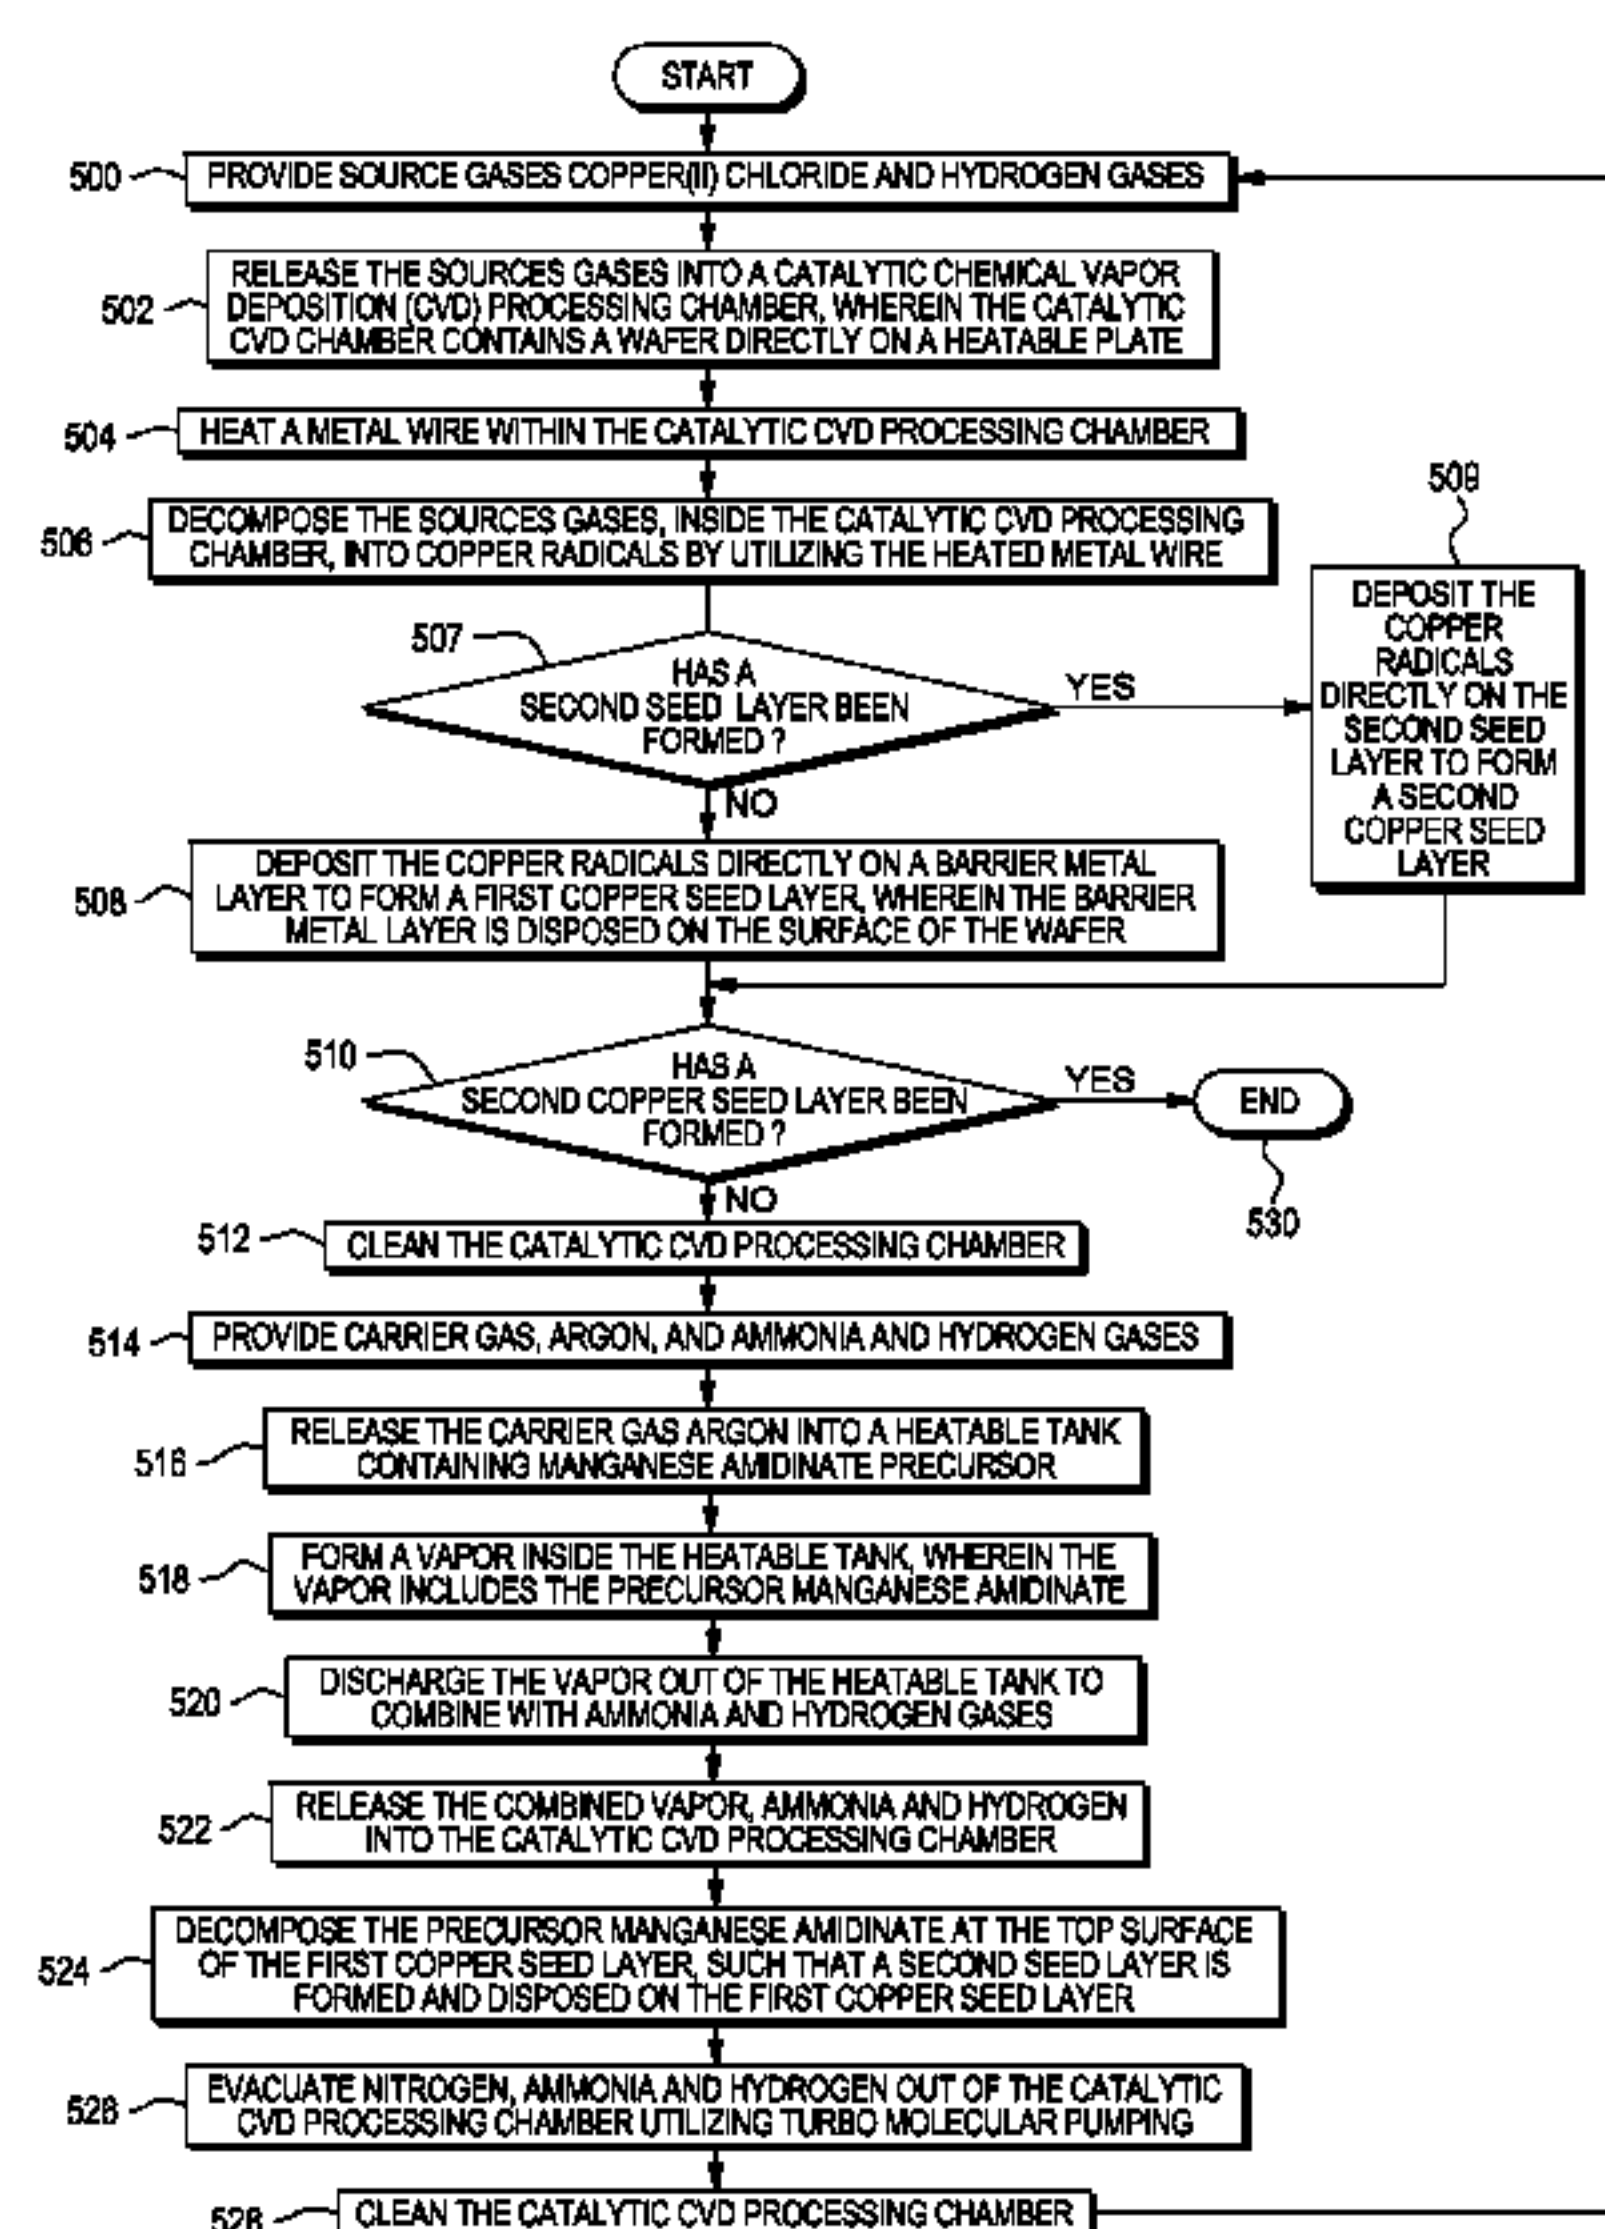 START
500
PROVIDE SOURCE GASES COPPER(II) CHLORIDE AND HYDROGEN GASES
502
RELEASE THE SOURCES GASES INTO A CATALYTIC CHEMICAL VAPOR
DEPOSITION (CVD) PROCESSING CHAMBER, WHEREIN THE CATALYTIC
CVD CHAMBER CONTAINS A WAFER DIRECTLY ON A HEATABLE PLATE
504
HEAT A METAL WIRE WITHIN THE CATALYTIC CVD PROCESSING CHAMBER
506
DECOMPOSE THE SOURCES GASES, INSIDE THE CATALYTIC CVD PROCESSING
CHAMBER, INTO COPPER RADICALS BY UTILIZING THE HEATED METAL WIRE
507
HAS A
SECOND SEED LAYER BEEN
FORMED ?
YES
NO
509
DEPOSIT THE
COPPER
RADICALS
DIRECTLY ON THE
SECOND SEED
LAYER TO FORM
A SECOND
COPPER SEED
LAYER
508
DEPOSIT THE COPPER RADICALS DIRECTLY ON A BARRIER METAL
LAYER TO FORM A FIRST COPPER SEED LAYER, WHEREIN THE BARRIER
METAL LAYER IS DISPOSED ON THE SURFACE OF THE WAFER
510
HAS A
SECOND COPPER SEED LAYER BEEN
FORMED ?
YES
END
530
NO
512
CLEAN THE CATALYTIC CVD PROCESSING CHAMBER
514
PROVIDE CARRIER GAS, ARGON, AND AMMONIA AND HYDROGEN GASES
516
RELEASE THE CARRIER GAS ARGON INTO A HEATABLE TANK
CONTAINING MANGANESE AMIDINATE PRECURSOR
518
FORM A VAPOR INSIDE THE HEATABLE TANK, WHEREIN THE
VAPOR INCLUDES THE PRECURSOR MANGANESE AMIDINATE
520
DISCHARGE THE VAPOR OUT OF THE HEATABLE TANK TO
COMBINE WITH AMMONIA AND HYDROGEN GASES
522
RELEASE THE COMBINED VAPOR, AMMONIA AND HYDROGEN
INTO THE CATALYTIC CVD PROCESSING CHAMBER
524
DECOMPOSE THE PRECURSOR MANGANESE AMIDINATE AT THE TOP SURFACE
OF THE FIRST COPPER SEED LAYER, SUCH THAT A SECOND SEED LAYER IS
FORMED AND DISPOSED ON THE FIRST COPPER SEED LAYER
526
EVACUATE NITROGEN, AMMONIA AND HYDROGEN OUT OF THE CATALYTIC
CVD PROCESSING CHAMBER UTILIZING TURBO MOLECULAR PUMPING
528
CLEAN THE CATALYTIC CVD PROCESSING CHAMBER